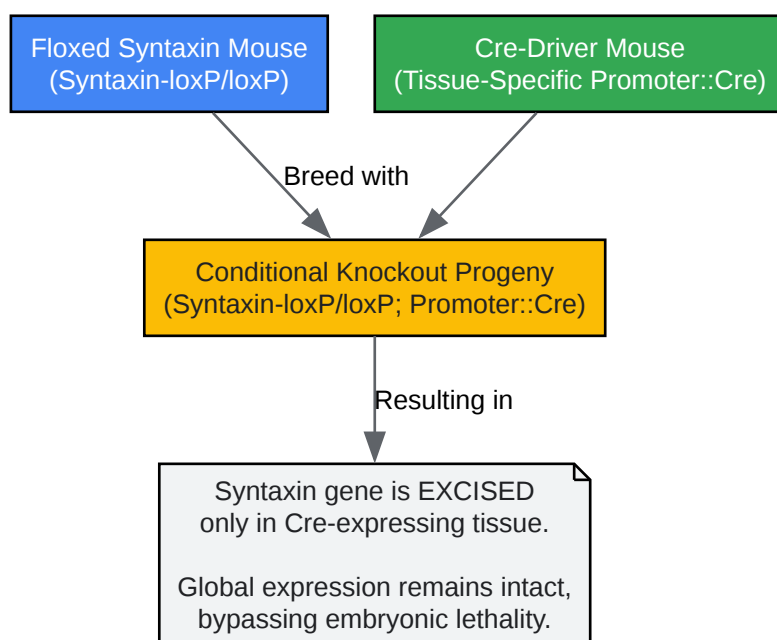 Floxed Syntaxin Mouse
(Syntaxin-loxP/loxP)
Cre-Driver Mouse
(Tissue-Specific Promoter::Cre)
Breed with
Conditional Knockout Progeny
(Syntaxin-loxP/loxP; Promoter::Cre)
Resulting in
Syntaxin gene is EXCISED
only in Cre-expressing tissue.
Global expression remains intact,
bypassing embryonic lethality.